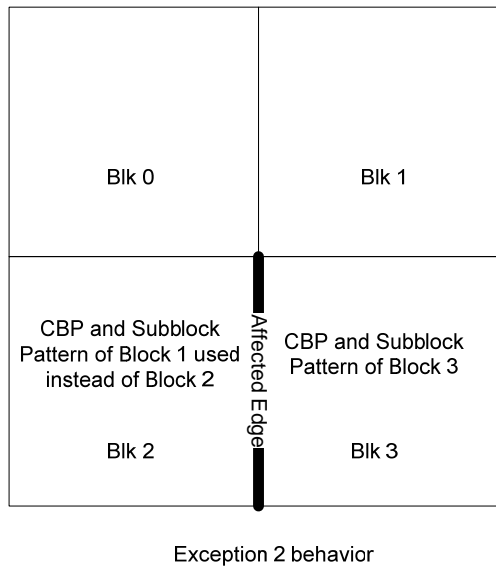 Blk 0
Blk 1
CBP and Subblock
Pattern of Block 1 used
instead of Block 2
Affected Edge
CBP and Subblock
Pattern of Block 3
Blk 2
Blk 3
Exception 2 behavior